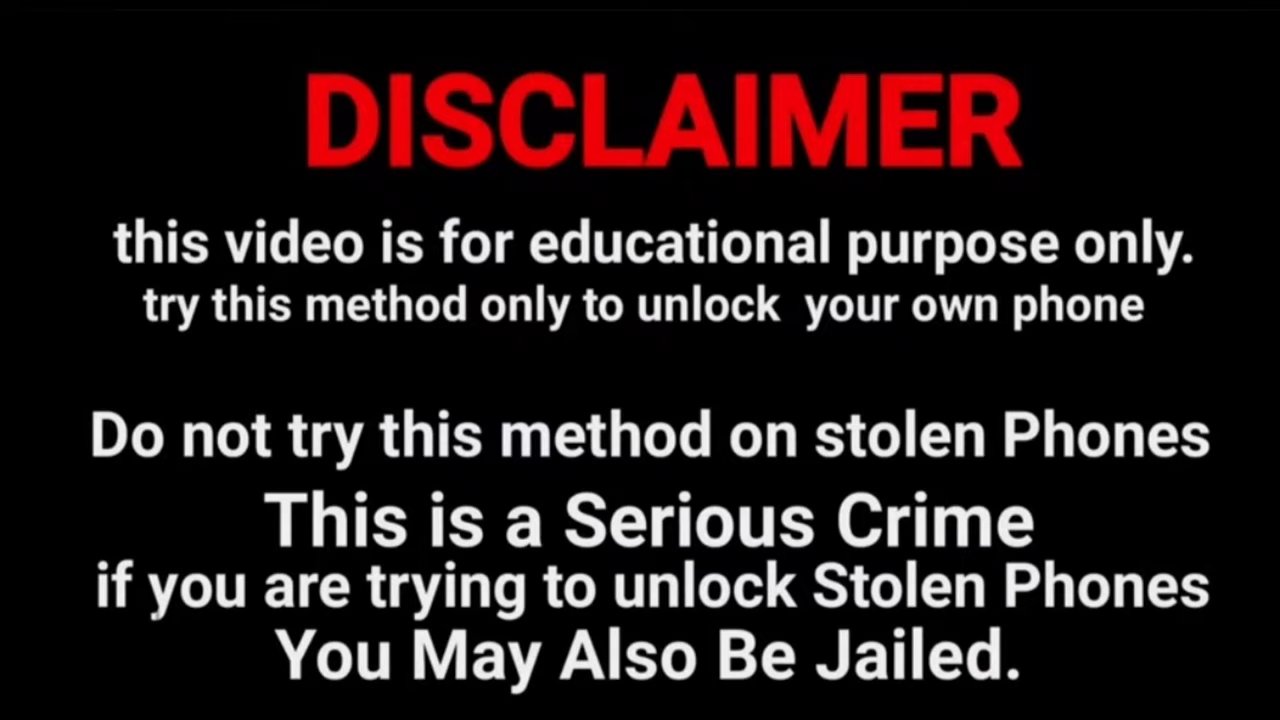 DISCLAIMER
this video is for educational purpose only.
try this method only to unlock  your own phone
Do not try this method on stolen Phones
This is a Serious Crime
if you are trying to unlock Stolen Phones
You May Also Be Jailed.